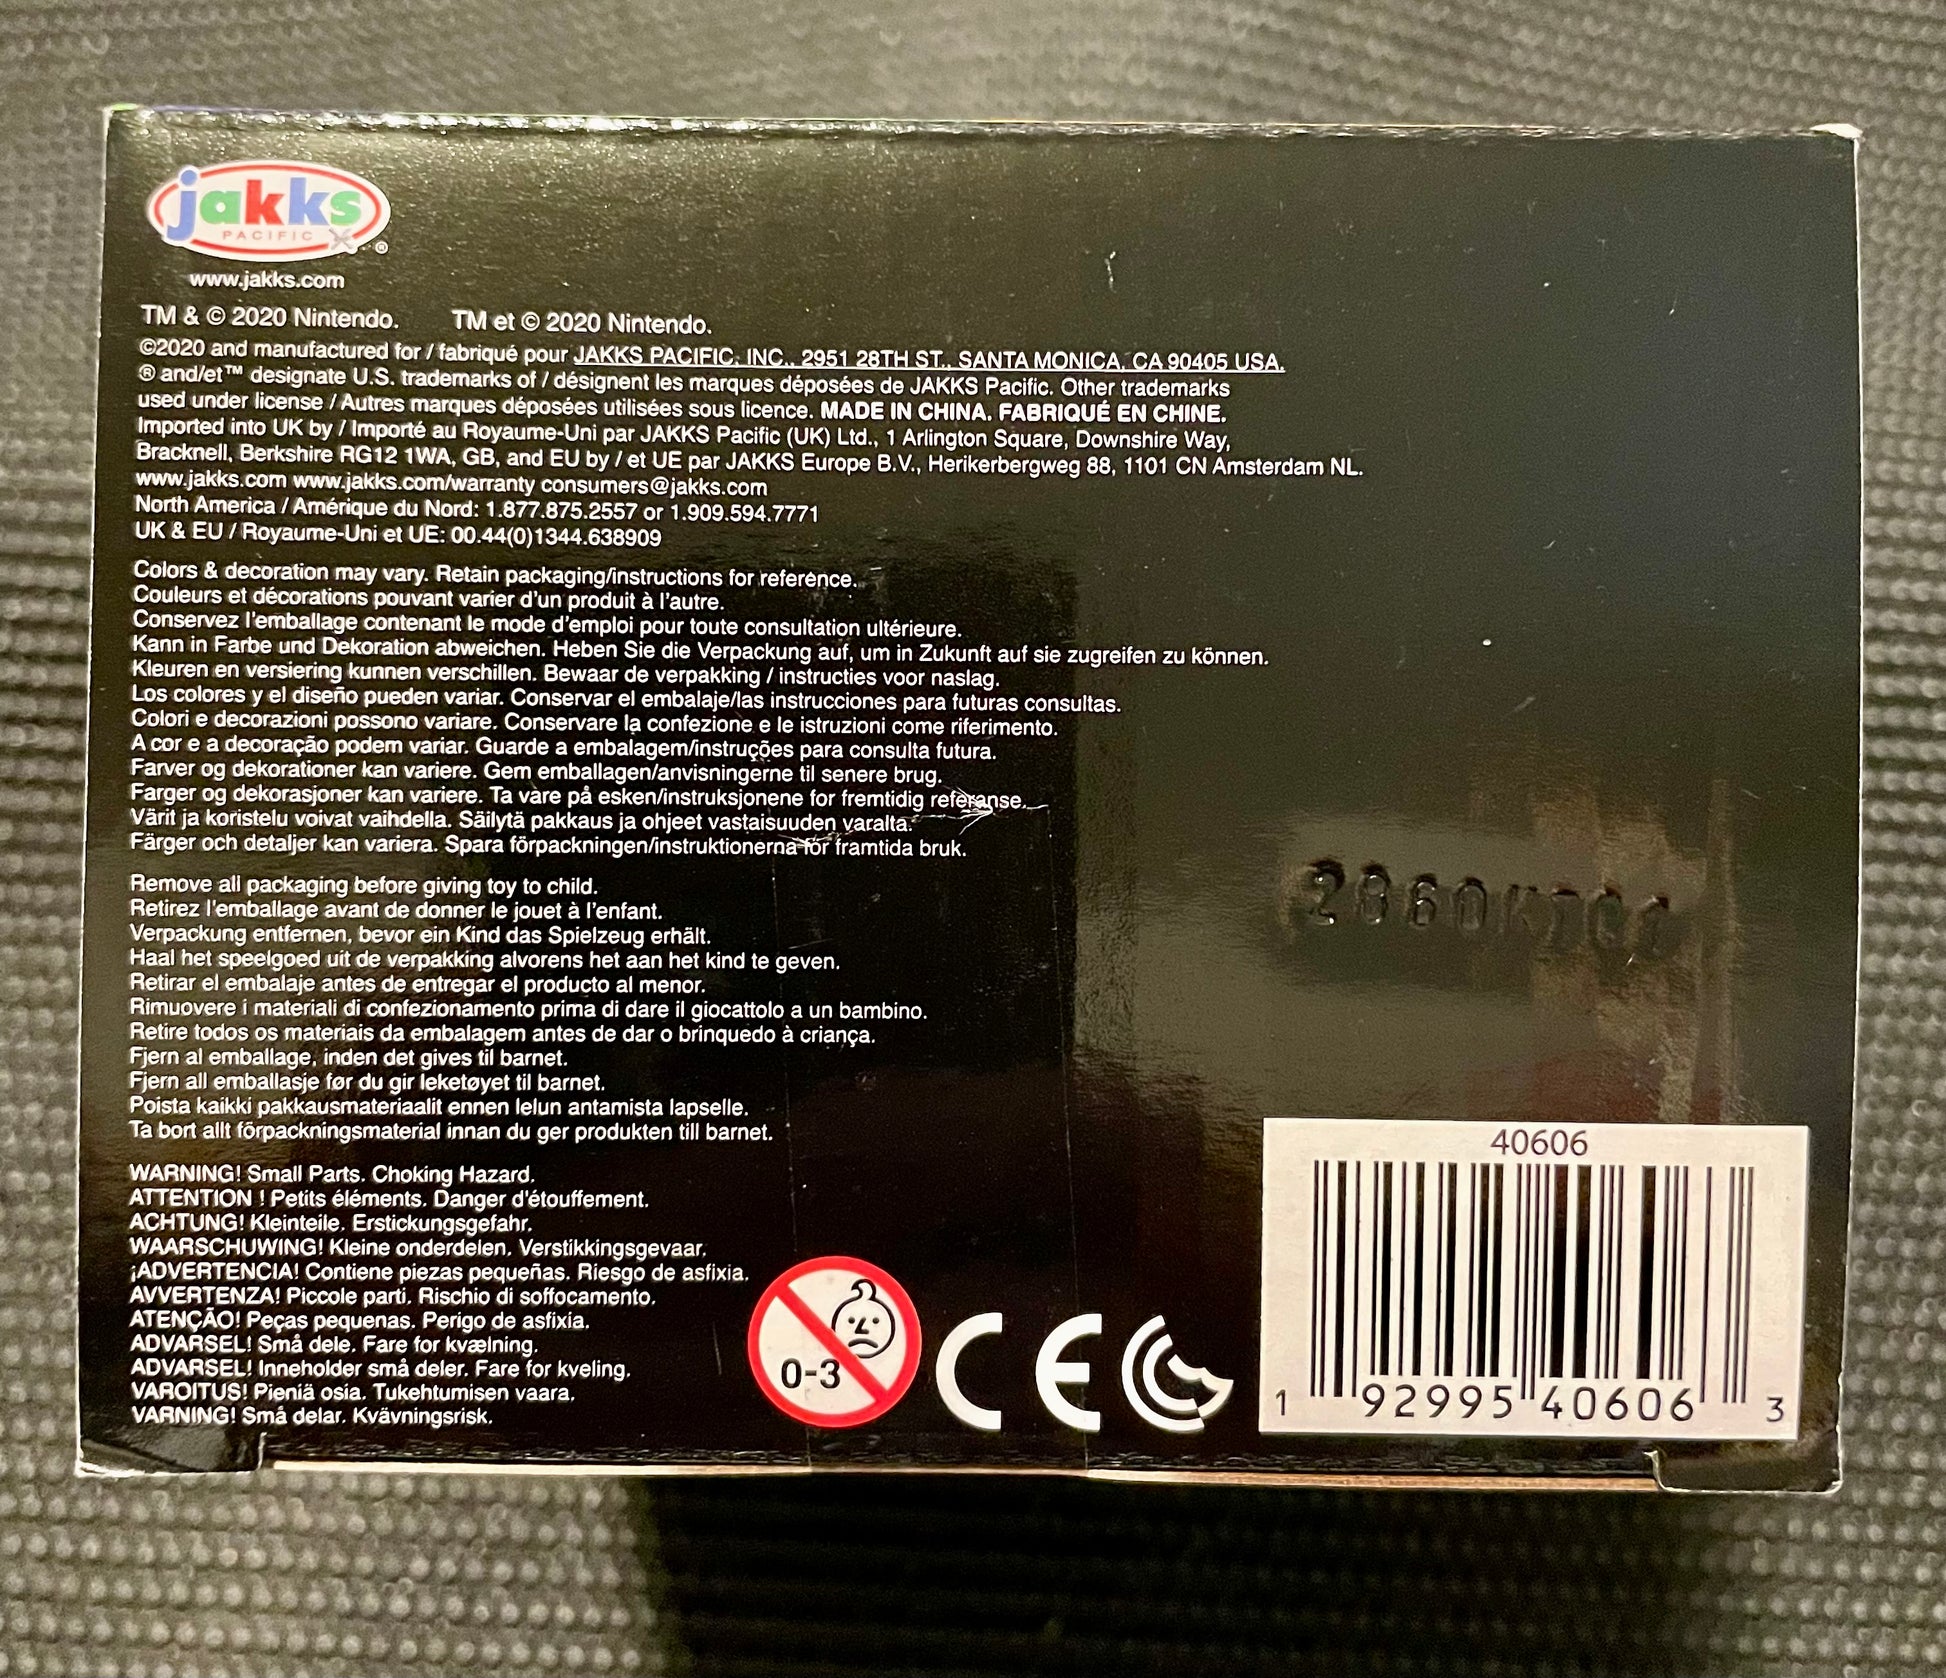 jakks
PACIFIC ®
www.jakks.com
TM & © 2020 Nintendo. TM et © 2020 Nintendo.
©2020 and manufactured for / fabriqué pour JAKKS PACIFIC, INC., 2951 28TH ST., SANTA MONICA, CA 90405 USA.
® and/et™ designate U.S. trademarks of / désignent les marques déposées de JAKKS Pacific. Other trademarks
used under license / Autres marques déposées utilisées sous licence. MADE IN CHINA. FABRIQUÉ EN CHINE.
Imported into UK by / Importé au Royaume-Uni par JAKKS Pacific (UK) Ltd., 1 Arlington Square, Downshire Way,
Bracknell, Berkshire RG12 1WA, GB, and EU by / et UE par JAKKS Europe B.V., Herikerbergweg 88, 1101 CN Amsterdam NL.
www.jakks.com www.jakks.com/warranty consumers@jakks.com
North America / Amérique du Nord: 1.877.875.2557 or 1.909.594.7771
UK & EU / Royaume-Uni et UE: 00.44(0)1344.638909
Colors & decoration may vary. Retain packaging/instructions for reference.
Couleurs et décorations pouvant varier d'un produit à l'autre.
Conservez l'emballage contenant le mode d'emploi pour toute consultation ultérieure.
Kann in Farbe und Dekoration abweichen. Heben Sie die Verpackung auf, um in Zukunft auf sie zugreifen zu können.
Kleuren en versiering kunnen verschillen. Bewaar de verpakking / instructies voor naslag.
Los colores y el diseño pueden variar. Conservar el embalaje/las instrucciones para futuras consultas.
Colori e decorazioni possono variare. Conservare la confezione e le istruzioni come riferimento.
A cor e a decoração podem variar. Guarde a embalagem/instruções para consulta futura.
Farver og dekorationer kan variere. Gem emballagen/anvisningerne til senere brug.
Farger og dekorasjoner kan variere. Ta vare på esken/instruksjonene for fremtidig referanse.
Värit ja koristelu voivat vaihdella. Säilytä pakkaus ja ohjeet vastaisuuden varalta.
Färger och detaljer kan variera. Spara förpackningen/instruktionerna för framtida bruk.
Remove all packaging before giving toy to child.
Retirez l'emballage avant de donner le jouet à l'enfant.
Verpackung entfernen, bevor ein Kind das Spielzeug erhält.
Haal het speelgoed uit de verpakking alvorens het aan het kind te geven.
Retirar el embalaje antes de entregar el producto al menor.
Rimuovere i materiali di confezionamento prima di dare il giocattolo a un bambino.
Retire todos os materiais da embalagem antes de dar o brinquedo à criança.
Fjern al emballage, inden det gives til barnet.
Fjern all emballasje før du gir leketøyet til barnet.
Poista kaikki pakkausmateriaalit ennen lelun antamista lapselle.
Ta bort allt förpackningsmaterial innan du ger produkten till barnet.
WARNING! Small Parts. Choking Hazard.
ATTENTION ! Petits éléments. Danger d'étouffement.
ACHTUNG! Kleinteile. Erstickungsgefahr.
WAARSCHUWING! Kleine onderdelen. Verstikkingsgevaar.
¡ADVERTENCIA! Contiene piezas pequeñas. Riesgo de asfixia.
AVVERTENZA! Piccole parti. Rischio di soffocamento.
ATENÇÃO! Peças pequenas. Perigo de asfixia.
ADVARSEL! Små dele. Fare for kvælning.
ADVARSEL! Inneholder små deler. Fare for kveling.
VAROITUS! Pieniä osia. Tukehtumisen vaara.
VARNING! Små delar. Kvävningsrisk.
0-3
CE
40606
1 92995 40606 3